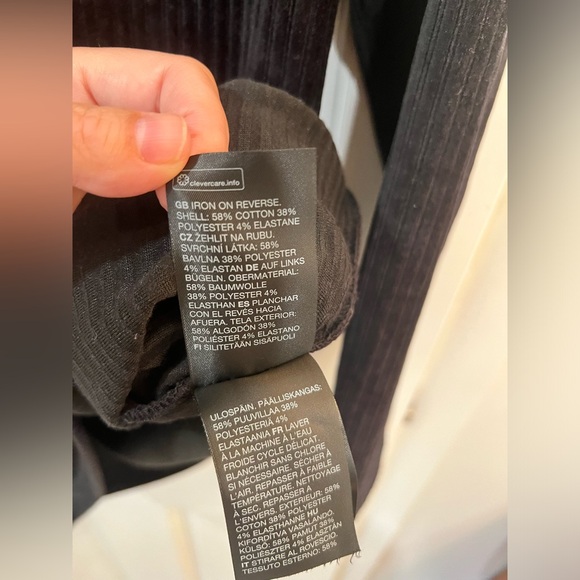 clevercare.info
GB IRON ON REVERSE.
SHELL: 58% COTTON 38%
POLYESTER 4% ELASTANE
CZ ŽEHLIT NA RUBU.
SVRCHNÍ LÁTKA: 58%
BAVLNA 38% POLYESTER
4% ELASTAN DE AUF LINKS
BÜGELN. OBERMATERIAL:
58% BAUMWOLLE
38% POLYESTER 4%
ELASTHAN ES PLANCHAR
CON EL REVÉS HACIA
AFUERA. TELA EXTERIOR:
58% ALGODÓN 38%
POLIÉSTER 4% ELASTANO
FI SILITETÄÄN SISÄPUOLI
ULOSPÄIN. PÄÄLLISKANGAS:
58% PUUVILLAA 38%
POLYESTERIÄ 4%
ELASTAANIA FR LAVER
À LA MACHINE À L'EAU
FROIDE CYCLE DÉLICAT.
BLANCHIR SANS CHLORE
SI NÉCESSAIRE. SÉCHER À
L'AIR. REPASSER À FAIBLE
TEMPÉRATURE. NETTOYAGE
À SEC. REPASSER SUR
L'ENVERS. EXTÉRIEUR: 58%
COTON 38% POLYESTER
4% ELASTHANNE HU
KIFORDÍTVA VASALANDÓ.
KÜLSŐ: 58% PAMUT 38%
POLIÉSZTER 4% ELASZTÁN
IT STIRARE AL ROVESCIO.
TESSUTO ESTERNO: 58%